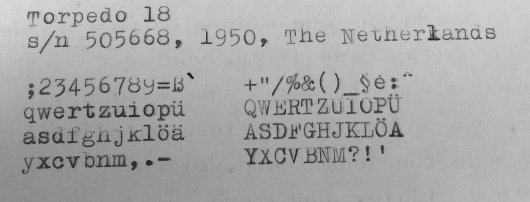 Torpedo 18
s/n 505668, 1950, The Netherlands
;23456789=ß` +"/%&()_§é:^
qwertzuiopü QWERTZUIOPÜ
asdfghjklöä ASDFGHJKLÖA
yxcvbnm,.- YXCVBNM?!'